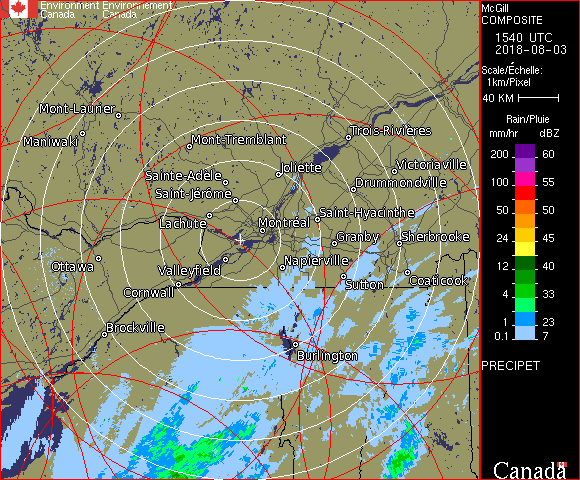 Environment Environnement
Canada Canada
McGill
COMPOSITE
1540 UTC
2018-08-03
Scale/Échelle:
1km/Pixel
40 KM
Rain/Pluie
mm/hr dBZ
200 60
100 55
50 50
24 45
12 40
4 33
1 23
0.1 7
PRECIPET
Canada
Mont-Laurier
Maniwaki
Mont-Tremblant
Trois-Rivières
Sainte-Adèle
Joliette
Victoriaville
Saint-Jérôme
Drummondville
Lachute
Montréal
Saint-Hyacinthe
Granby
Sherbrooke
Ottawa
Valleyfield
Napierville
Cornwall
Sutton
Coaticook
Brockville
Burlington